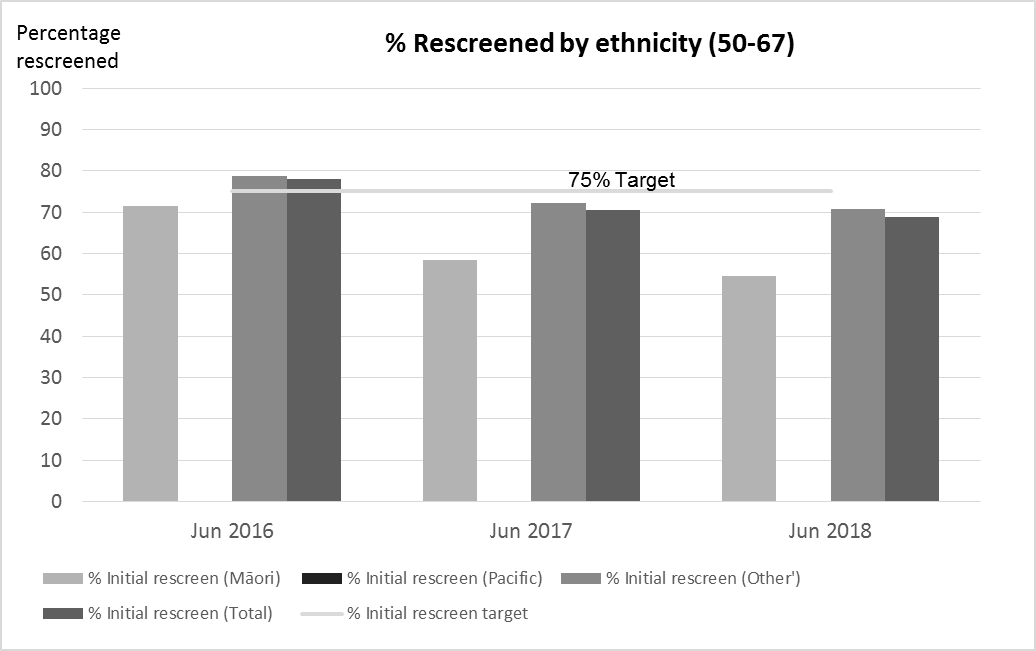 Percentage
rescreened
% Rescreened by ethnicity (50-67)
100
90
80
70
60
50
40
30
20
10
0
75% Target
Jun 2016
Jun 2017
Jun 2018
% Initial rescreen (Māori)
% Initial rescreen (Pacific)
% Initial rescreen (Other')
% Initial rescreen (Total)
% Initial rescreen target